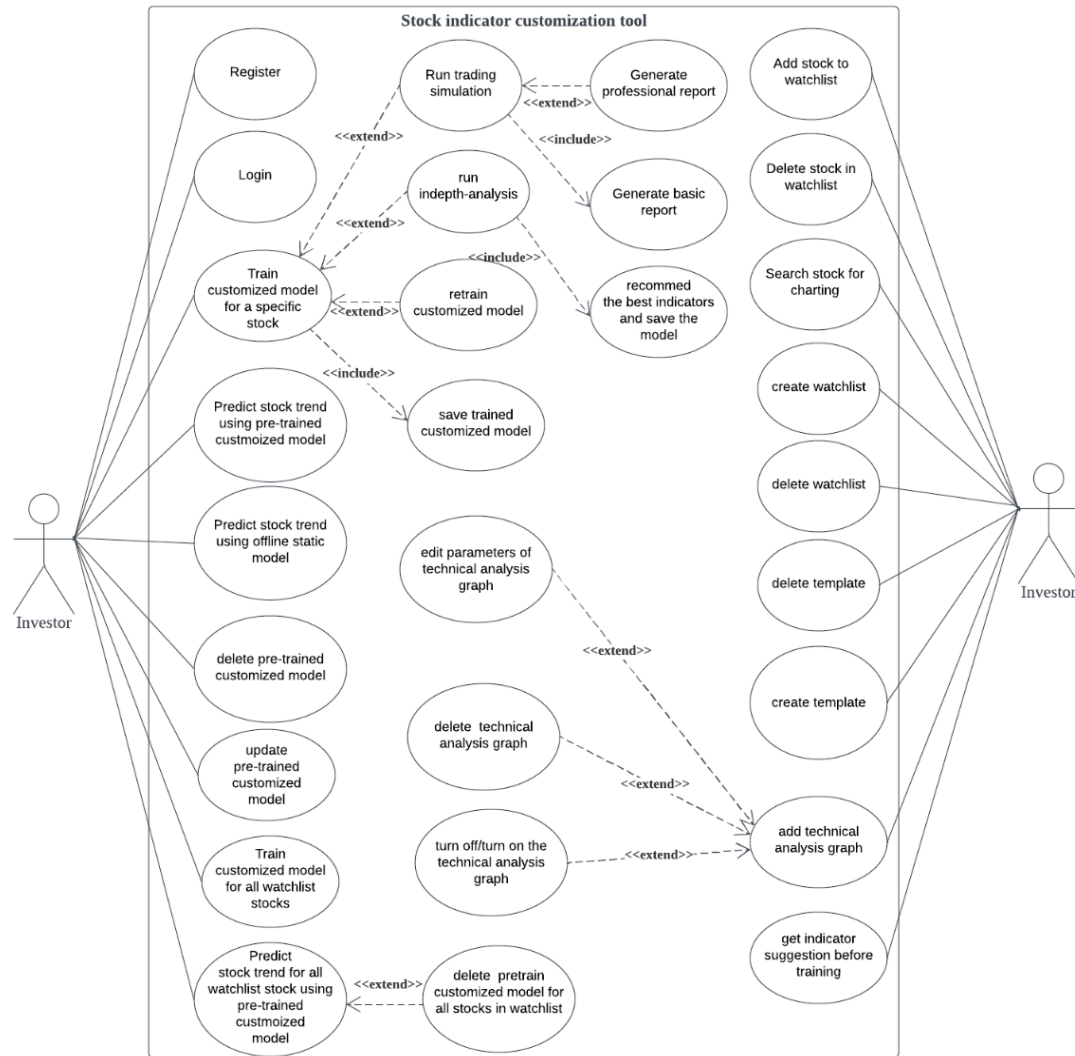 Stock indicator customization tool
Register
Run trading
simulation
<<extend>>
Generate
professional report
Add stock to
watchlist
<<extend>>
<<include>>
Login
run
indepth-analysis
<<extend>>
Generate basic
report
Delete stock in
watchlist
Train
customized model
for a specific
stock
<<include>>
retrain
customized model
<<extend>>
recommed
the best indicators
and save the
model
Search stock for
charting
<<include>>
save trained
customized model
create watchlist
Predict stock trend
using pre-trained
custmoized model
delete watchlist
Predict stock trend
using offline static
model
edit parameters of
technical analysis
graph
delete template
Investor
Investor
<<extend>>
delete pre-trained
customized model
create template
delete technical
analysis graph
<<extend>>
update
pre-trained
customized
model
add technical
analysis graph
turn off/turn on the
technical analysis
graph
<<extend>>
Train
customized model
for all watchlist
stocks
get indicator
suggestion before
training
Predict
stock trend for all
watchlist stock using
pre-trained
custmoized
model
<<extend>>
delete pretrain
customized model for
all stocks in watchlist